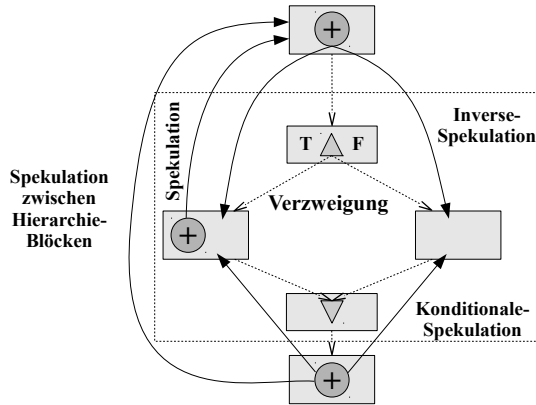 +
Inverse-
Spekulation
T F
Spekulation
Spekulation
zwischen
Hierarchie-
Blöcken
Verzweigung
+
Konditionale-
Spekulation
+